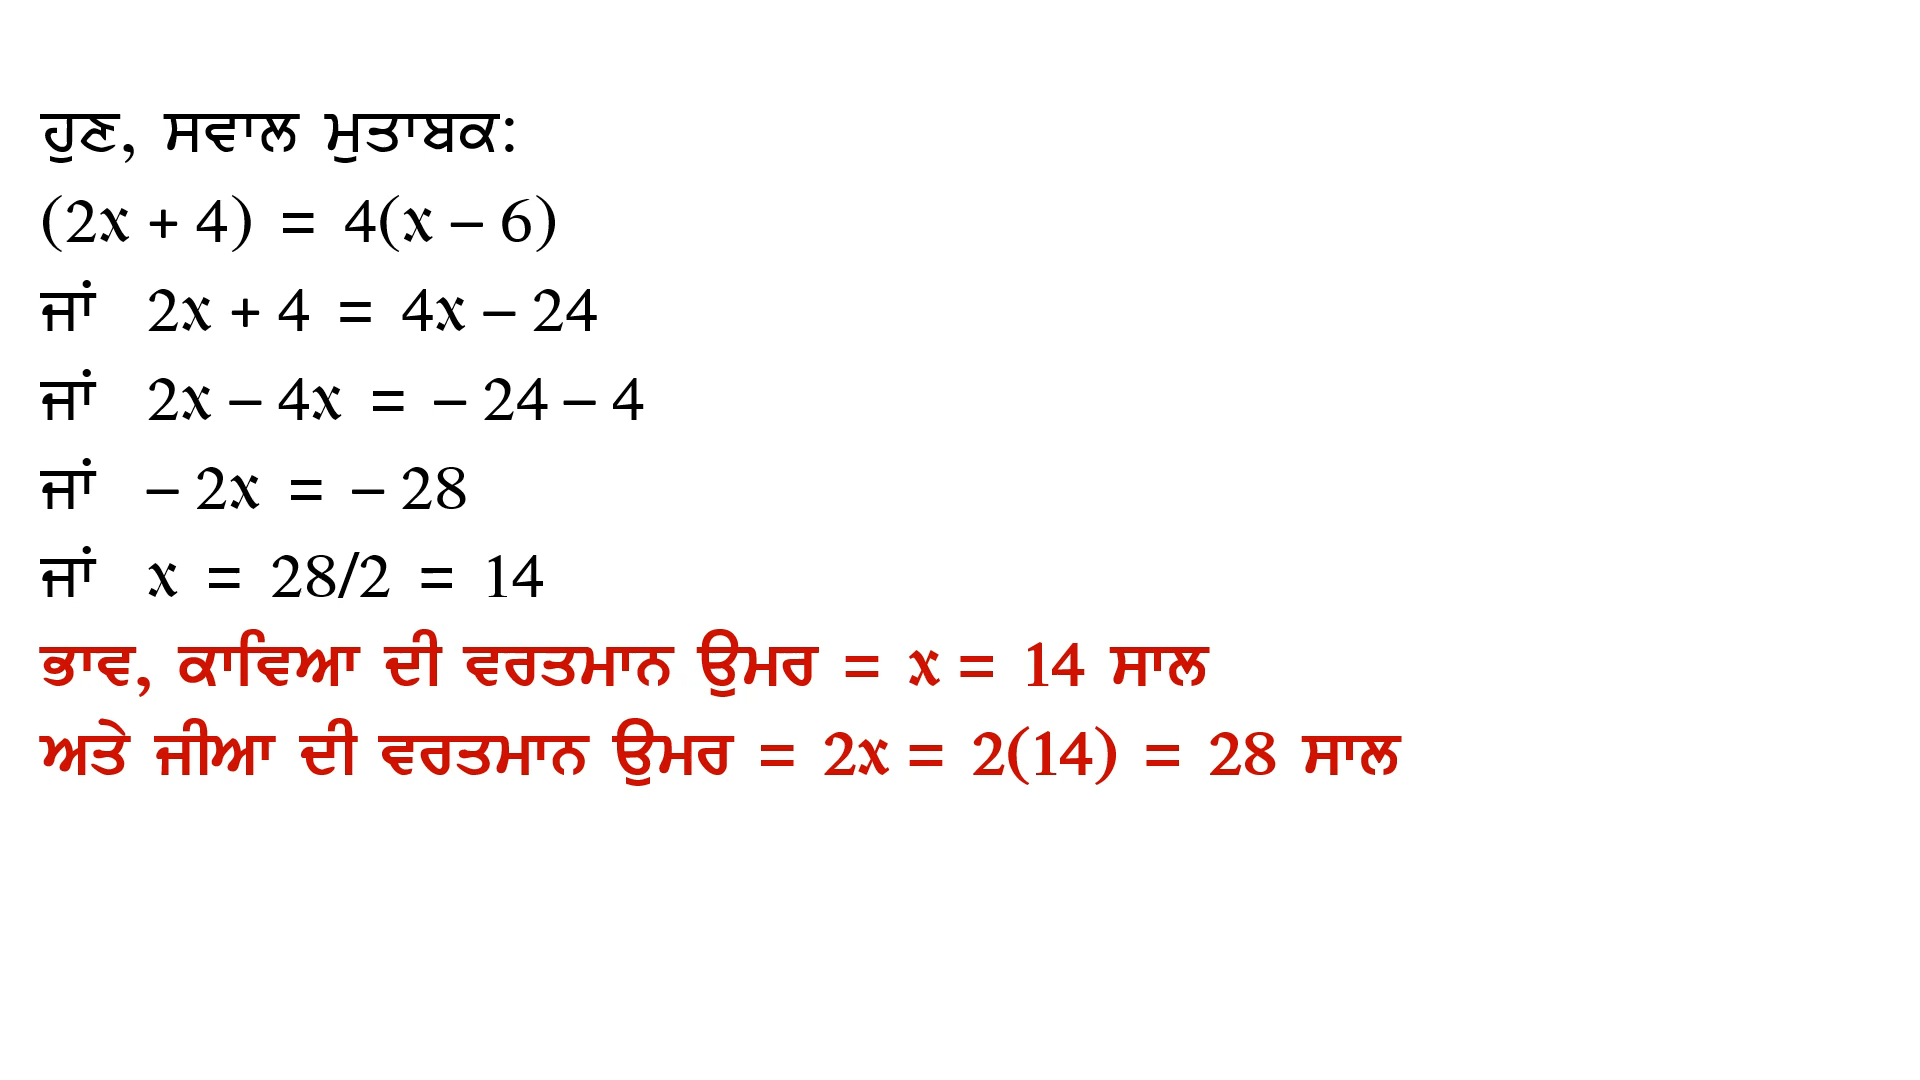 ਹੁਣ, ਸਵਾਲ ਮੁਤਾਬਕ:
(2x + 4) = 4(x – 6)
ਜਾਂ 2x + 4 = 4x – 24
ਜਾਂ 2x – 4x = – 24 – 4
ਜਾਂ – 2x = – 28
ਜਾਂ x = 28/2 = 14
ਭਾਵ, ਕਾਵਿਆ ਦੀ ਵਰਤਮਾਨ ਉਮਰ = x = 14 ਸਾਲ
ਅਤੇ ਜੀਆ ਦੀ ਵਰਤਮਾਨ ਉਮਰ = 2x = 2(14) = 28 ਸਾਲ